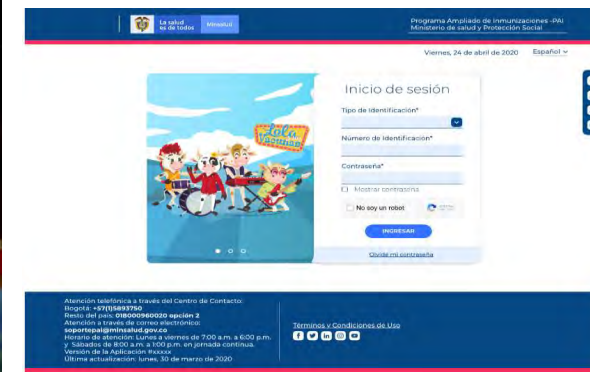 La salud
es de todos
Minsalud
Programa Ampliado de Inmunizaciones -PAI
Ministerio de salud y Protección Social
Viernes, 24 de abril de 2020
Español
Lola
Vacunam
Inicio de sesión
Tipo de Identificación*
Número de Identificación*
Contraseña*
Mostrar contraseña
No soy un robot
INGRESAR
Olvidé mi contraseña
Atención telefónica a través del Centro de Contacto:
Bogotá: +57(1)5893750
Resto del país: 018000960020 opción 2
Atención a través de correo electrónico:
soportepai@minsalud.gov.co
Horario de atención: Lunes a viernes de 7:00 a.m. a 6:00 p.m.
y Sábados de 8:00 a.m. a 1:00 p.m. en jornada continua.
Versión de la Aplicación #xxxxx
Última actualización: lunes, 30 de marzo de 2020
Términos y Condiciones de Uso